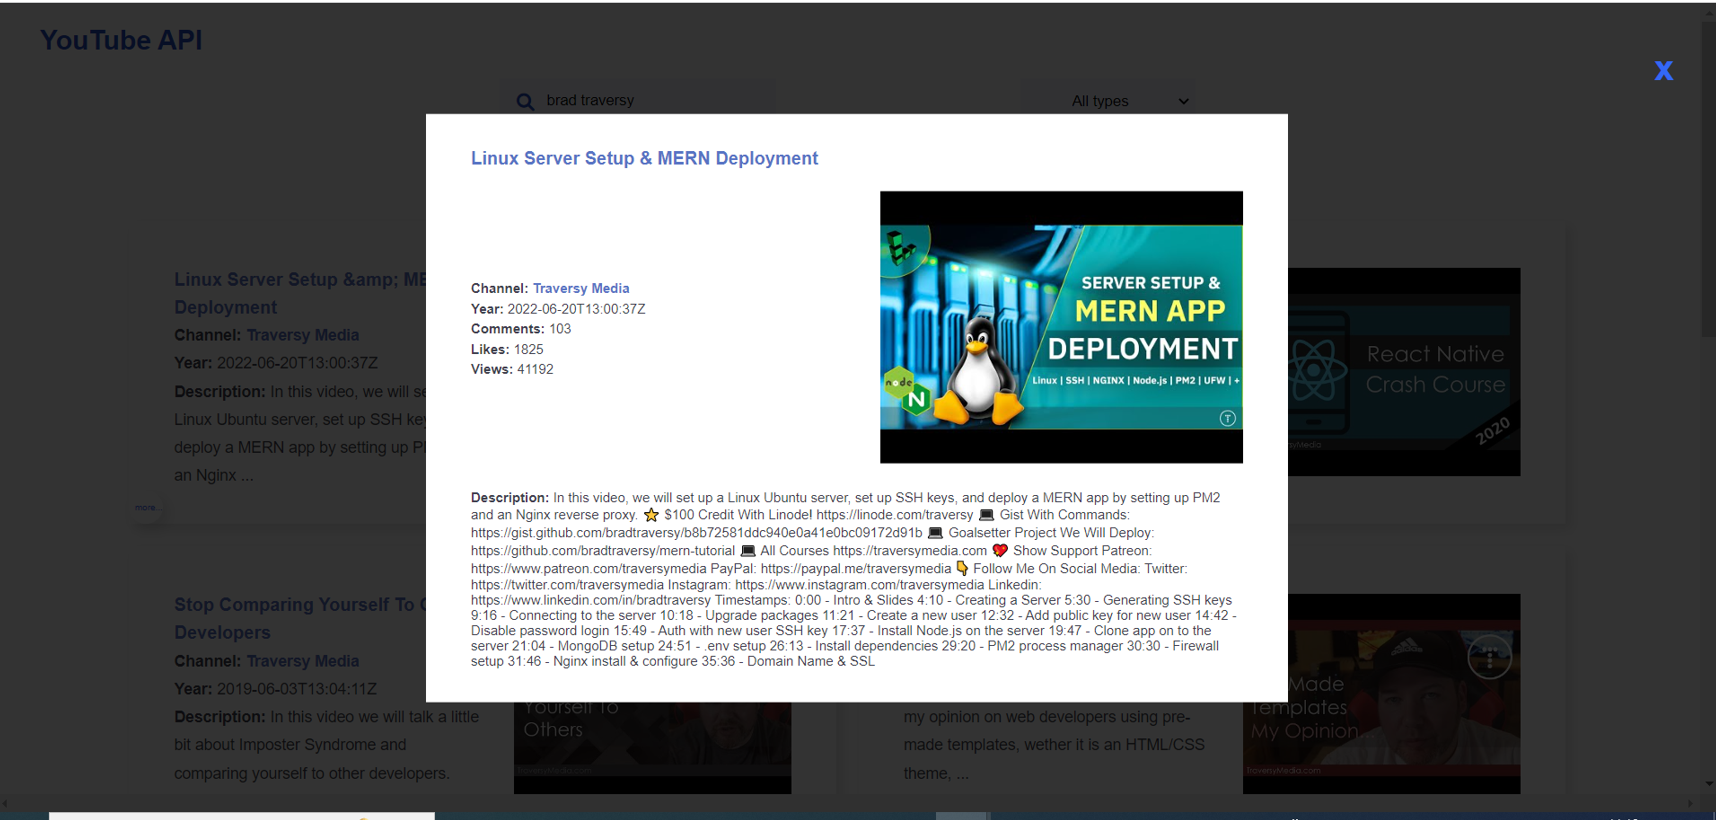 YouTube API
X
brad traversy
All types
Linux Server Setup & MERN Deployment
Channel: Traversy Media
Year: 2022-06-20T13:00:37Z
Comments: 103
Likes: 1825
Views: 41192
SERVER SETUP &
MERN APP
DEPLOYMENT
Linux | SSH | NGINX | Node.js | PM2 | UFW | +
node
N
T
Description: In this video, we will set up a Linux Ubuntu server, set up SSH keys, and deploy a MERN app by setting up PM2
and an Nginx reverse proxy. ⭐ $100 Credit With Linode! https://linode.com/traversy 💻 Gist With Commands:
https://gist.github.com/bradtraversy/b8b72581ddc940e0a41e0bc09172d91b 💻 Goalsetter Project We Will Deploy:
https://github.com/bradtraversy/mern-tutorial 💻 All Courses https://traversymedia.com 💖 Show Support Patreon:
https://www.patreon.com/traversymedia PayPal: https://paypal.me/traversymedia 👇 Follow Me On Social Media: Twitter:
https://twitter.com/traversymedia Instagram: https://www.instagram.com/traversymedia Linkedin:
https://www.linkedin.com/in/bradtraversy Timestamps: 0:00 - Intro & Slides 4:10 - Creating a Server 5:30 - Generating SSH keys
9:16 - Connecting to the server 10:18 - Upgrade packages 11:21 - Create a new user 12:32 - Add public key for new user 14:42 -
Disable password login 15:49 - Auth with new user SSH key 17:37 - Install Node.js on the server 19:47 - Clone app on to the
server 21:04 - MongoDB setup 24:51 - .env setup 26:13 - Install dependencies 29:20 - PM2 process manager 30:30 - Firewall
setup 31:46 - Nginx install & configure 35:36 - Domain Name & SSL
Linux Server Setup &amp; ME
Deployment
Channel: Traversy Media
Year: 2022-06-20T13:00:37Z
Description: In this video, we will se
Linux Ubuntu server, set up SSH key
deploy a MERN app by setting up P
an Nginx ...
more..
React Native
Crash Course
2020
Stop Comparing Yourself To
Developers
Channel: Traversy Media
Year: 2019-06-03T13:04:11Z
Description: In this video we will talk a little
bit about Imposter Syndrome and
comparing yourself to other developers.
Yourself To
Others
TraversyMedia.com
my opinion on web developers using pre-
made templates, wether it is an HTML/CSS
theme, ...
Made
Templates
My Opinion...
TraversyMedia.com